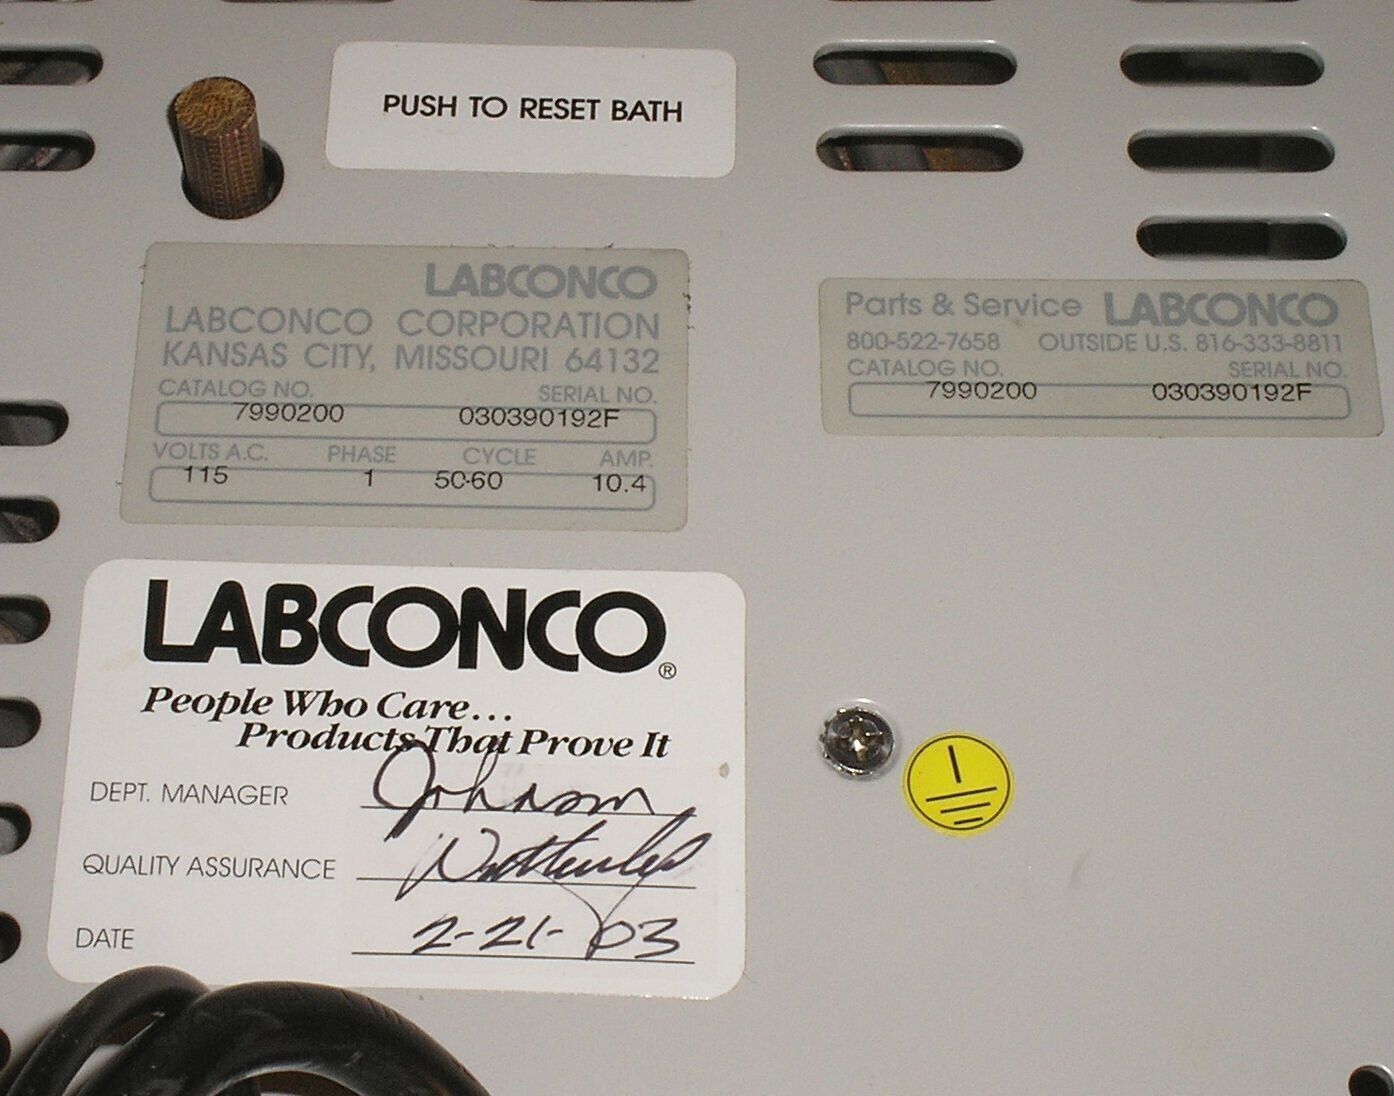 PUSH TO RESET BATH
LABCONCO
LABCONCO CORPORATION
KANSAS CITY, MISSOURI 64132
CATALOG NO. SERIAL NO.
7990200 030390192F
VOLTS A.C. PHASE CYCLE AMP.
115 1 50-60 10.4
Parts & Service LABCONCO
800-522-7658 OUTSIDE U.S. 816-333-8811
CATALOG NO. SERIAL NO.
7990200 030390192F
LABCONCO®
People Who Care...
Products That Prove It
DEPT. MANAGER Johnson
QUALITY ASSURANCE
DATE 2-21-03